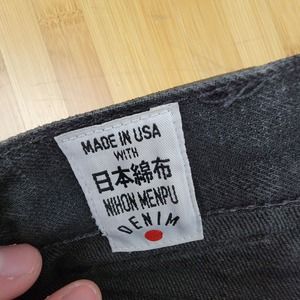 MADE IN USA
WITH
日本綿布
NIHON MENPU
DENIM